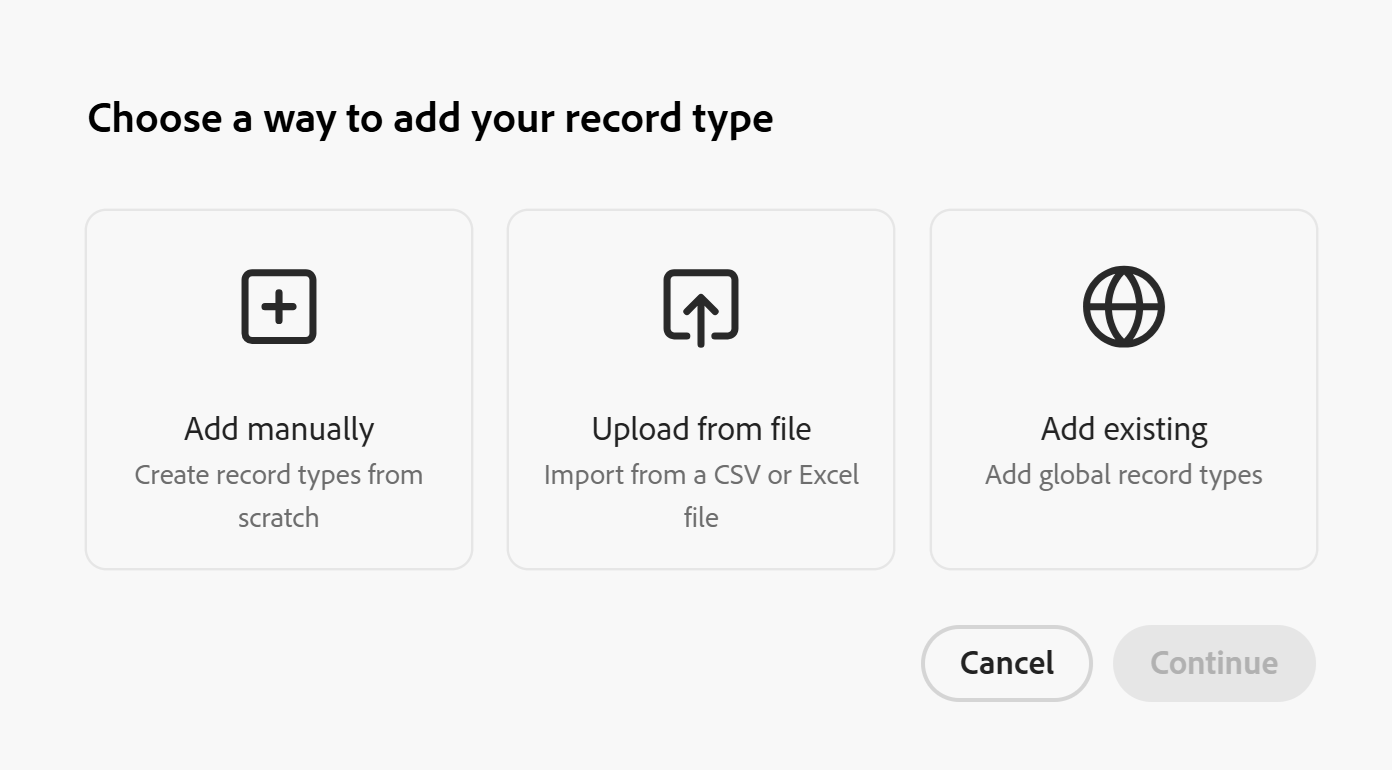 Choose a way to add your record type
Add manually
Create record types from
scratch
Upload from file
Import from a CSV or Excel
file
Add existing
Add global record types
Cancel
Continue